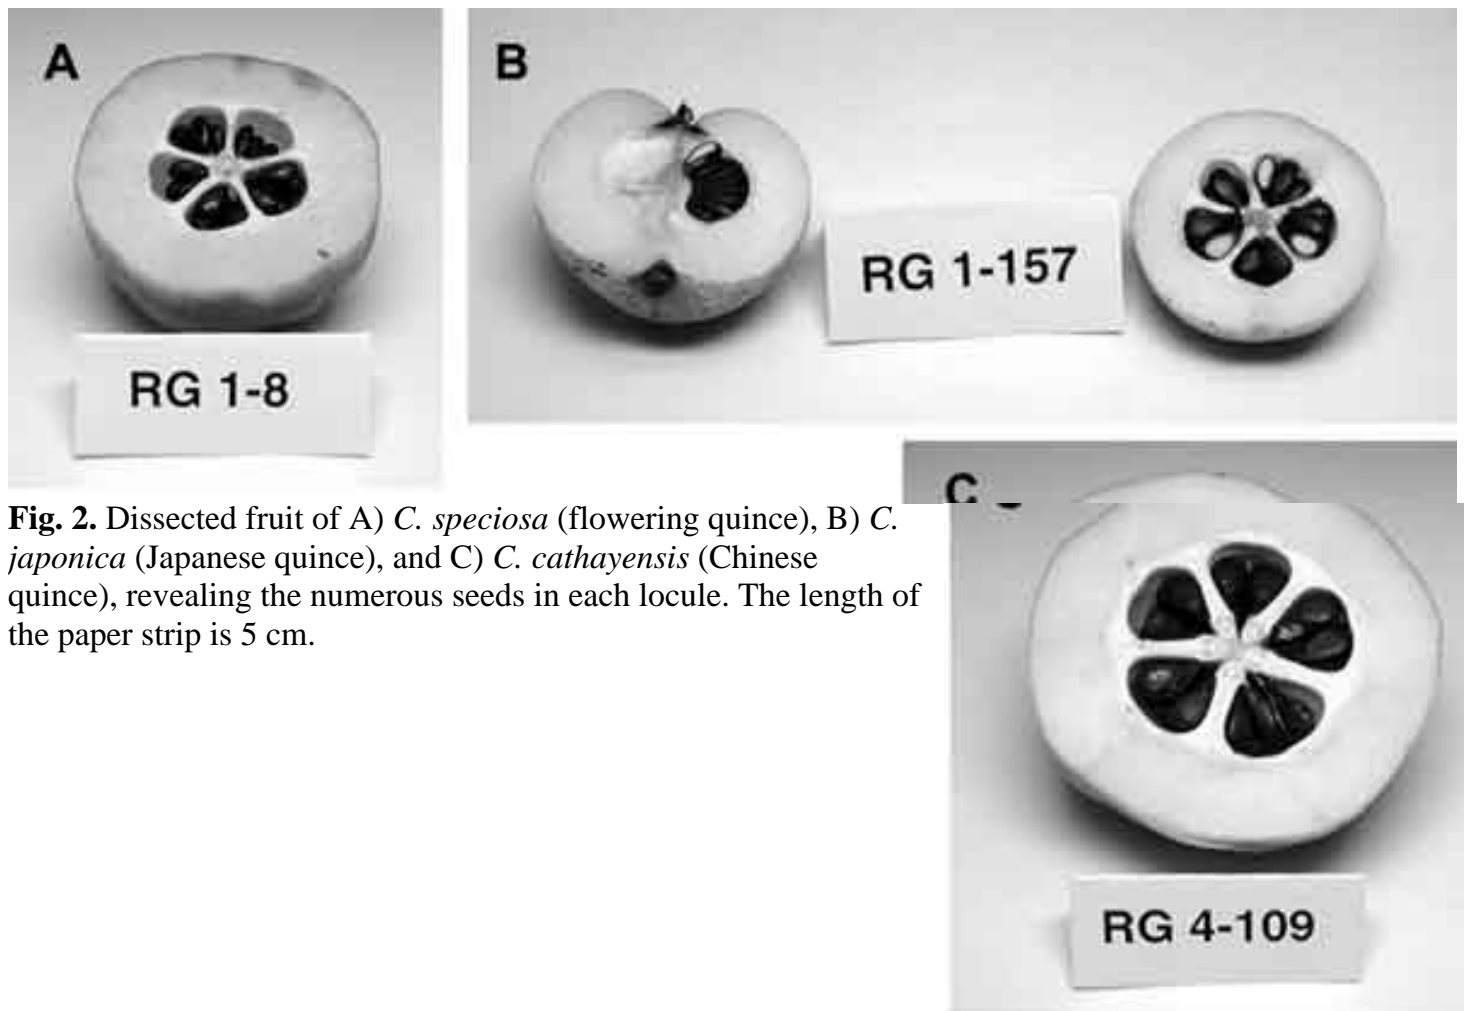 A
B
RG 1-157
RG 1-8
C
Fig. 2. Dissected fruit of A) C. speciosa (flowering quince), B) C.
japonica (Japanese quince), and C) C. cathayensis (Chinese
quince), revealing the numerous seeds in each locule. The length of
the paper strip is 5 cm.
RG 4-109